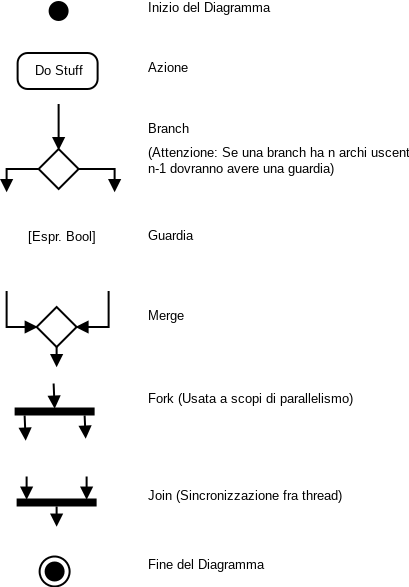 Inizio del Diagramma
Do Stuff
Azione
Branch
(Attenzione: Se una branch ha n archi uscent
n-1 dovranno avere una guardia)
[Espr. Bool]
Guardia
Merge
Fork (Usata a scopi di parallelismo)
Join (Sincronizzazione fra thread)
Fine del Diagramma